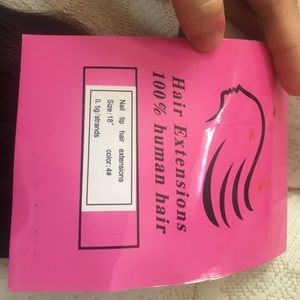 Hair Extensions
100% human hair
Nail tip hair extensions
Size:18" color:4#
0.5g/strands